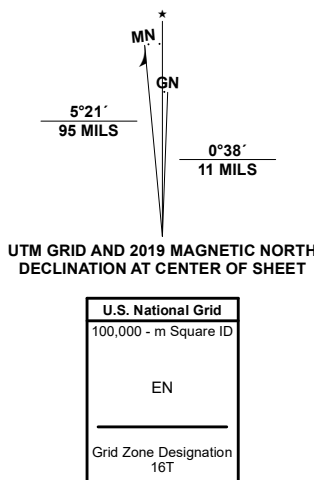 ★
MN
GN
5°21´
95 MILS
0°38´
11 MILS
UTM GRID AND 2019 MAGNETIC NORTH
DECLINATION AT CENTER OF SHEET
U.S. National Grid
100,000 - m Square ID
EN
Grid Zone Designation
16T